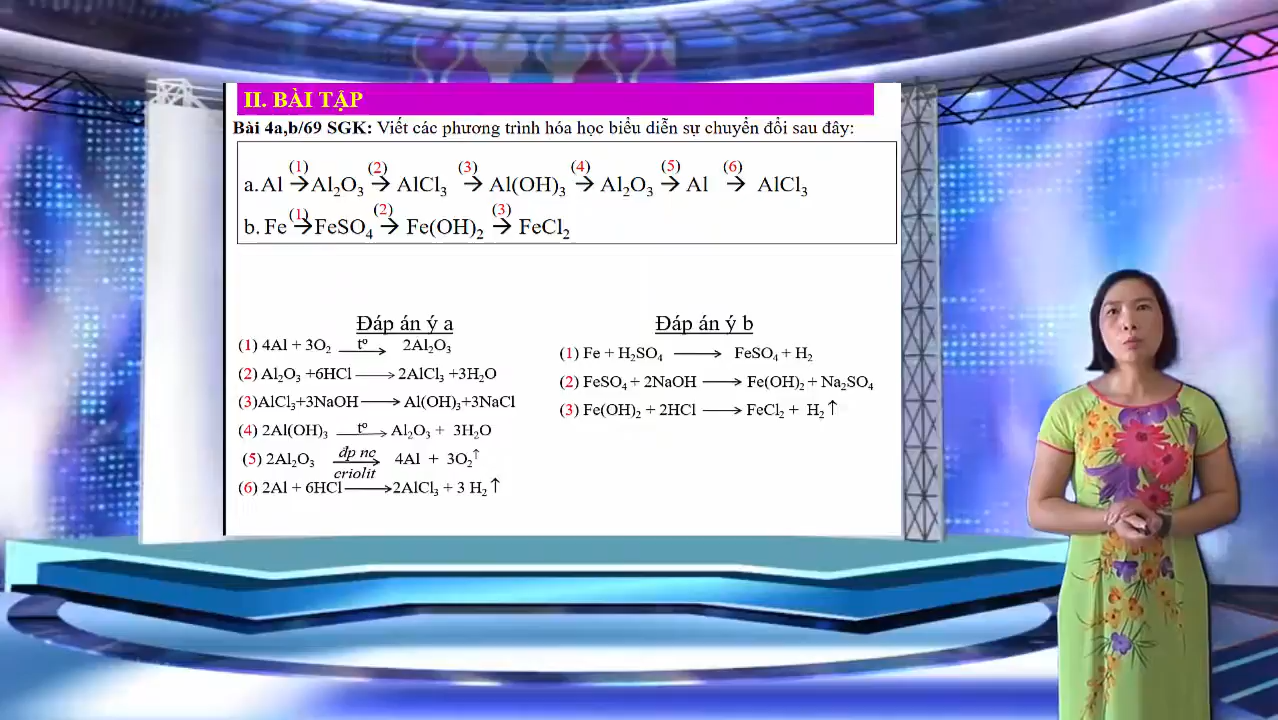 II. BÀI TẬP
Bài 4a,b/69 SGK: Viết các phương trình hóa học biểu diễn sự chuyển đổi sau đây:
a. Al (1)→ Al₂O₃ (2)→ AlCl₃ (3)→ Al(OH)₃ (4)→ Al₂O₃ (5)→ Al (6)→ AlCl₃
b. Fe (1)→ FeSO₄ (2)→ Fe(OH)₂ (3)→ FeCl₂
Đáp án ý a
(1) 4Al + 3O₂ tº→ 2Al₂O₃
(2) Al₂O₃ +6HCl → 2AlCl₃ +3H₂O
(3)AlCl₃+3NaOH → Al(OH)₃+3NaCl
(4) 2Al(OH)₃ tº→ Al₂O₃ + 3H₂O
(5) 2Al₂O₃ đp nc→ criolit 4Al + 3O₂↑
(6) 2Al + 6HCl → 2AlCl₃ + 3 H₂↑
Đáp án ý b
(1) Fe + H₂SO₄ → FeSO₄ + H₂
(2) FeSO₄ + 2NaOH → Fe(OH)₂ + Na₂SO₄
(3) Fe(OH)₂ + 2HCl → FeCl₂ + H₂↑